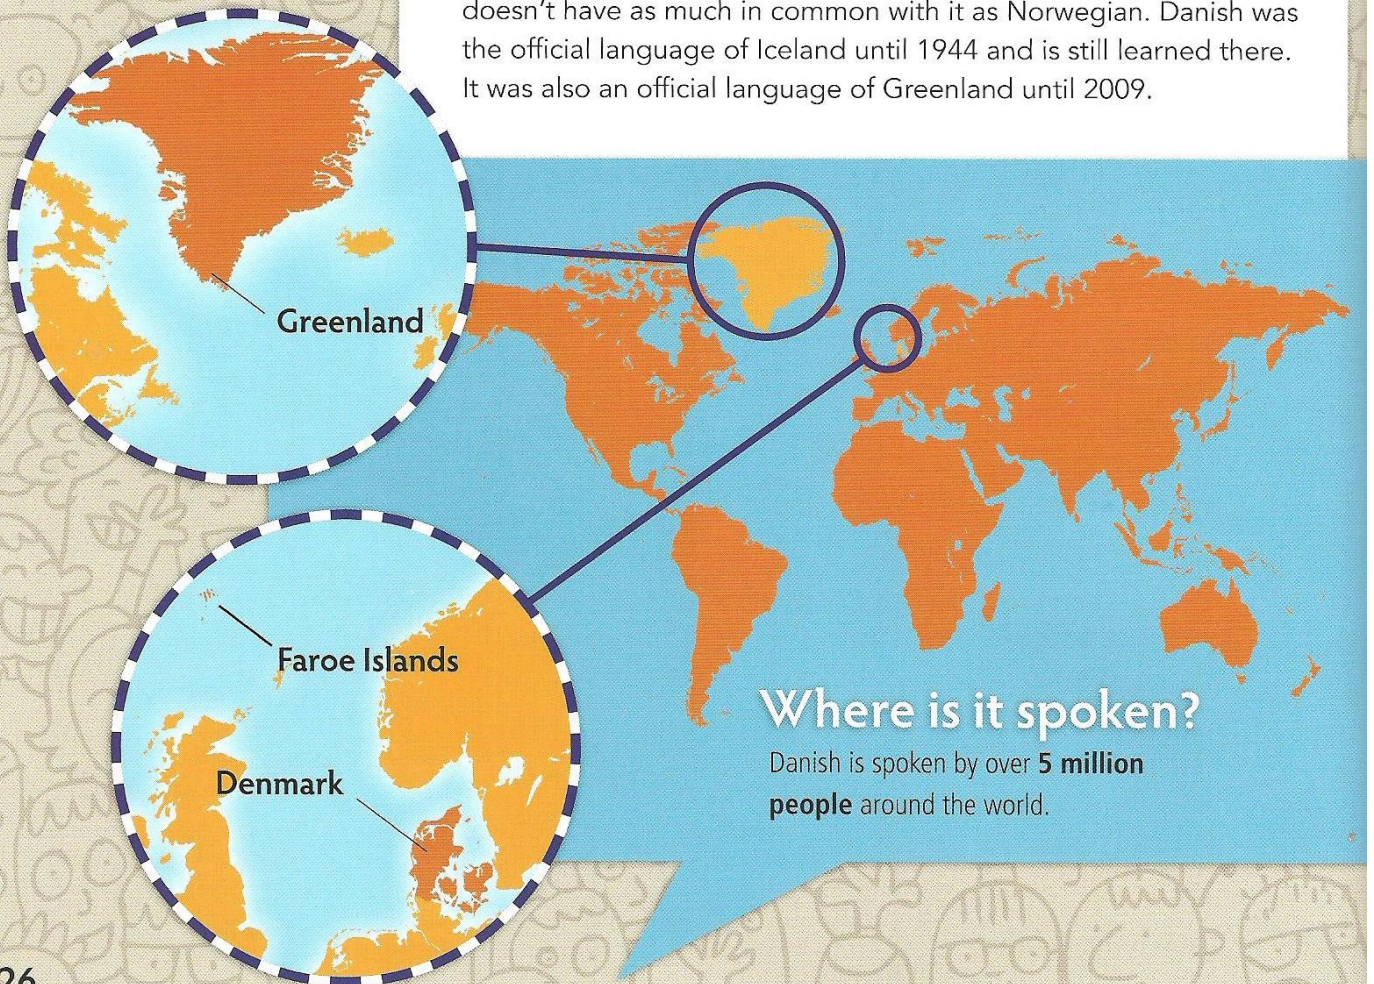 doesn't have as much in common with it as Norwegian. Danish was
the official language of Iceland until 1944 and is still learned there.
It was also an official language of Greenland until 2009.
Greenland
Faroe Islands
Denmark
Where is it spoken?
Danish is spoken by over 5 million
people around the world.
26